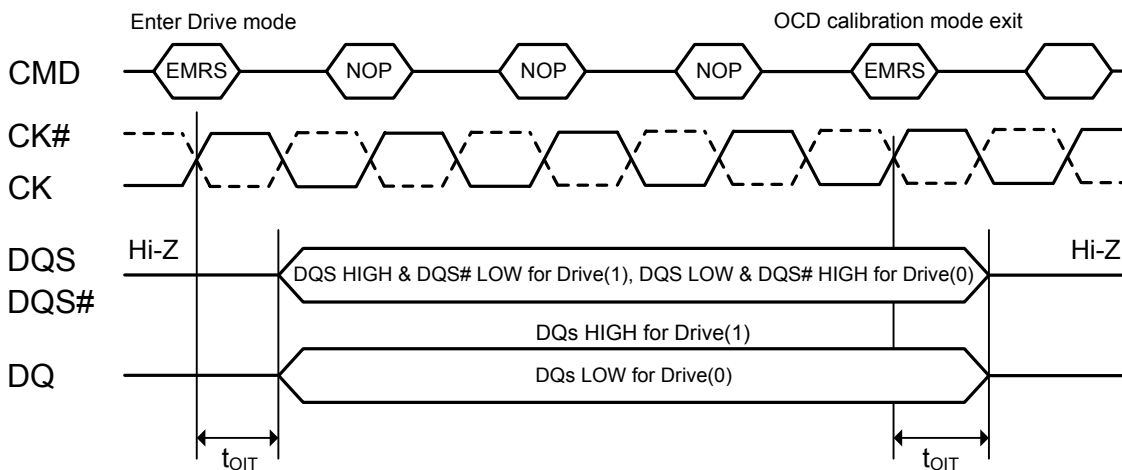 Enter Drive mode
OCD calibration mode exit
CMD
EMRS
NOP
NOP
NOP
EMRS
CK#
CK
Hi-Z
Hi-Z
DQS
DQS HIGH & DQS# LOW for Drive(1), DQS LOW & DQS# HIGH for Drive(0)
DQS#
DQs HIGH for Drive(1)
DQ
DQs LOW for Drive(0)
tOIT
tOIT